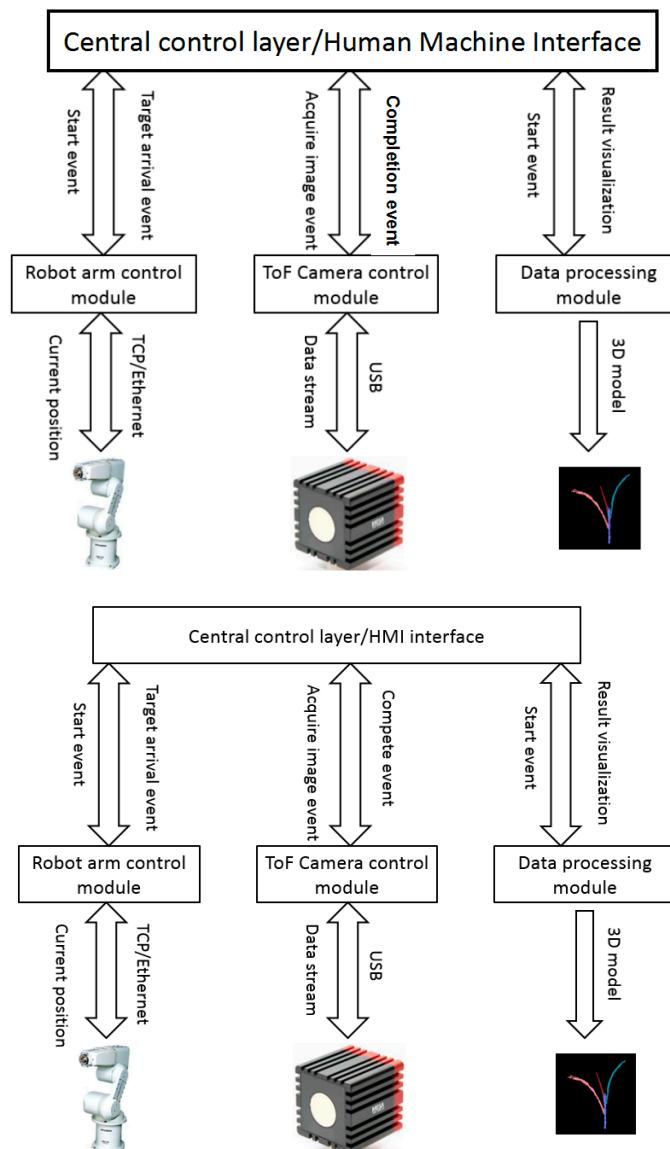 Central control layer/Human Machine Interface
Start event
Target arrival event
Acquire image event
Completion event
Start event
Result visualization
Robot arm control
module
ToF Camera control
module
Data processing
module
Current position
TCP/Ethernet
Data stream
USB
3D model
Central control layer/HMI interface
Start event
Target arrival event
Acquire image event
Compete event
Start event
Result visualization
Robot arm control
module
ToF Camera control
module
Data processing
module
Current position
TCP/Ethernet
Data stream
USB
3D model